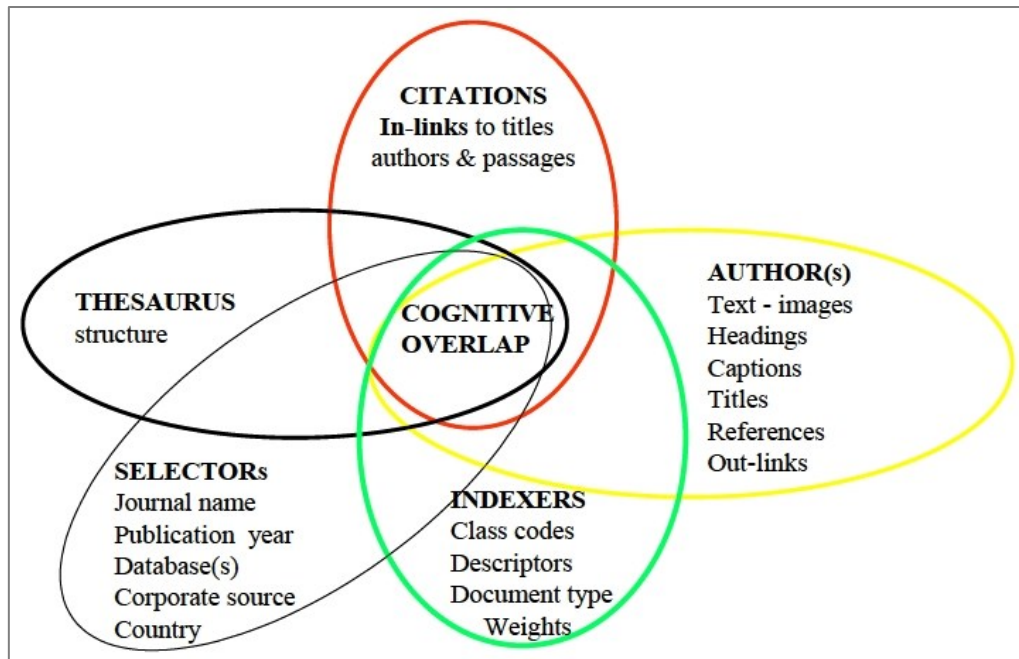 CITATIONS
In-links to titles
authors & passages
THESAURUS
structure
COGNITIVE
OVERLAP
AUTHOR(s)
Text - images
Headings
Captions
Titles
References
Out-links
SELECTORs
Journal name
Publication year
Database(s)
Corporate source
Country
INDEXERS
Class codes
Descriptors
Document type
Weights